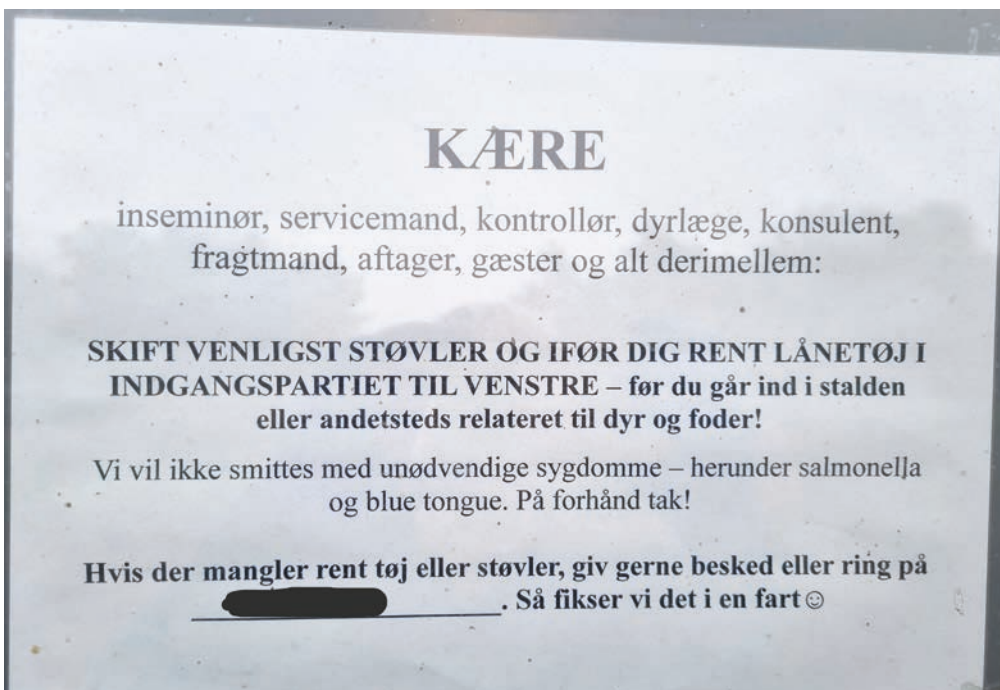 KÆRE
inseminør, servicemand, kontrollør, dyrlæge, konsulent,
fragtmand, aftager, gæster og alt derimellem:
SKIFT VENLIGST STØVLER OG IFØR DIG RENT LÅNETØJ I
INDGANGSPARTIET TIL VENSTRE – før du går ind i stalden
eller andetsteds relateret til dyr og foder!
Vi vil ikke smittes med unødvendige sygdomme – herunder salmonella
og blue tongue. På forhånd tak!
Hvis der mangler rent tøj eller støvler, giv gerne besked eller ring på
. Så fikser vi det i en fart☺